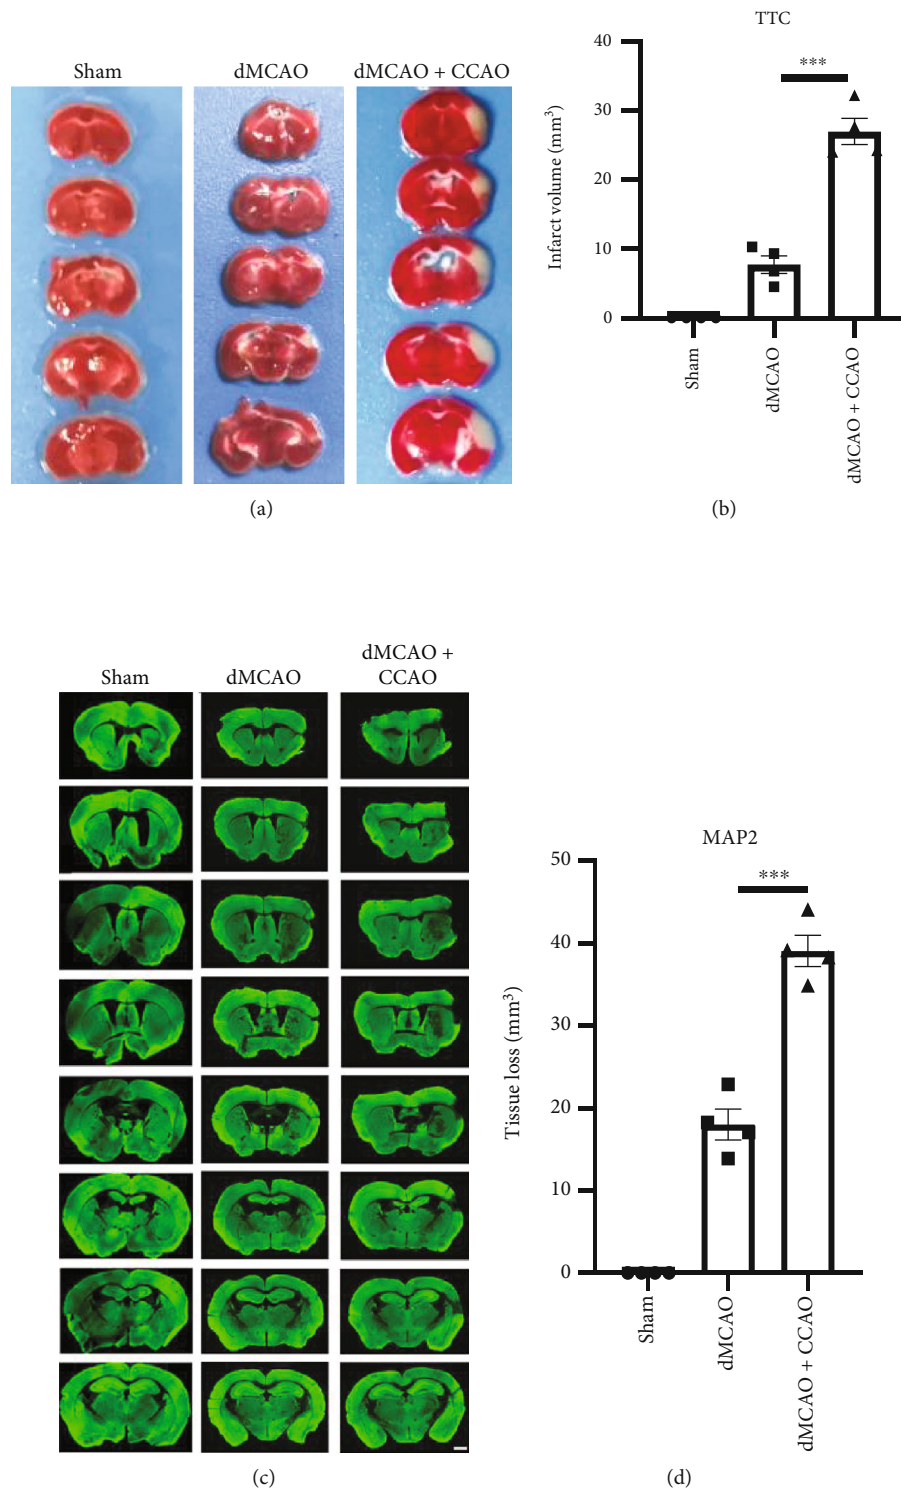 Sham
dMCAO
dMCAO + CCAO
(a)
TTC
Infarct volume (mm³)
40
30
20
10
0
***
Sham
dMCAO
dMCAO + CCAO
(b)
Sham
dMCAO
dMCAO +
CCAO
(c)
MAP2
Tissue loss (mm³)
50
40
30
20
10
0
***
Sham
dMCAO
dMCAO + CCAO
(d)